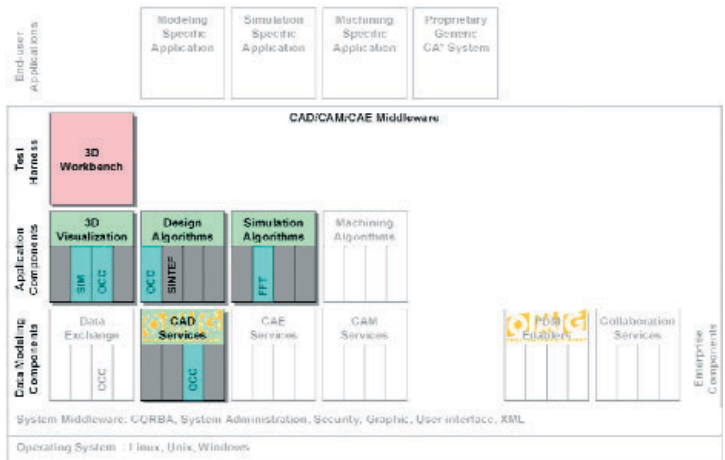 End-user
Applications
Modeling
Specific
Application
Simulation
Specific
Application
Machining
Specific
Application
Proprietary
Generic
CA* System
CAD/CAM/CAE Middleware
Test
Harness
3D
Workbench
Application
Components
3D
Visualization
SIM
OCC
Design
Algorithms
OCC
SINTEF
Simulation
Algorithms
FFT
Machining
Algorithms
Data Modeling
Components
Data
Exchange
OCC
OMG
CAD
Services
OCC
CAE
Services
CAM
Services
OMG
PDM
Enablers
Collaboration
Services
Enterprise
Components
System Middleware: CORBA, System Administration, Security, Graphic, User interface, XML
Operating System : Linux, Unix, Windows